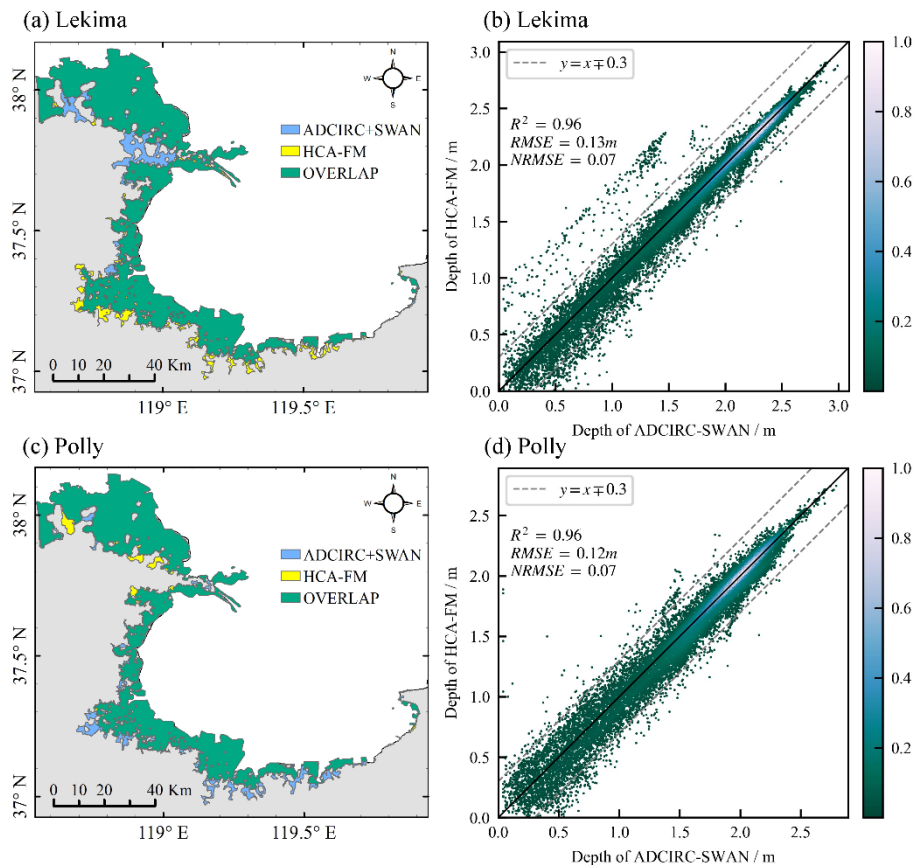 (a) Lekima
38° N
37.5° N
37° N
N
W
E
S
ADCIRC+SWAN
HCA-FM
OVERLAP
0 10 20 40 Km
119° E
119.5° E
(b) Lekima
3.0
2.5
2.0
1.5
1.0
0.5
0.0
Depth of HCA-FM / m
y = x ∓ 0.3
R² = 0.96
RMSE = 0.13m
NRMSE = 0.07
0.0 0.5 1.0 1.5 2.0 2.5 3.0
Depth of ADCIRC-SWAN / m
1.0
0.8
0.6
0.4
0.2
(c) Polly
38° N
37.5° N
37° N
N
W
E
S
ADCIRC+SWAN
HCA-FM
OVERLAP
0 10 20 40 Km
119° E
119.5° E
(d) Polly
2.5
2.0
1.5
1.0
0.5
0.0
Depth of HCA-FM / m
y = x ∓ 0.3
R² = 0.96
RMSE = 0.12m
NRMSE = 0.07
0.0 0.5 1.0 1.5 2.0 2.5
Depth of ADCIRC-SWAN / m
1.0
0.8
0.6
0.4
0.2